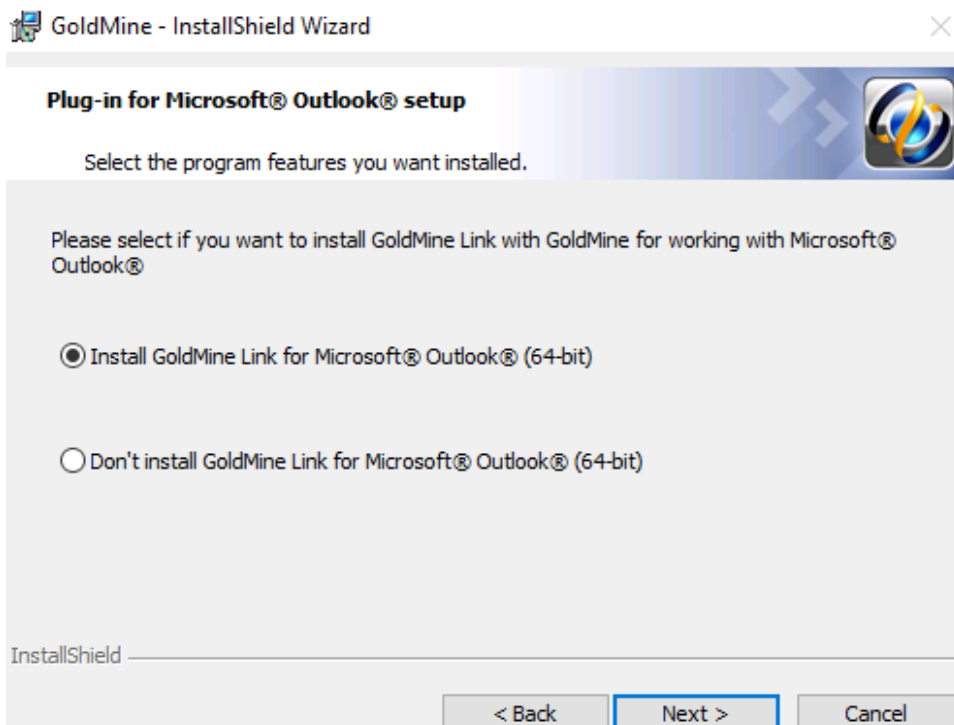 GoldMine - InstallShield Wizard
Plug-in for Microsoft® Outlook® setup
Select the program features you want installed.
Please select if you want to install GoldMine Link with GoldMine for working with Microsoft®
Outlook®
Install GoldMine Link for Microsoft® Outlook® (64-bit)
Don't install GoldMine Link for Microsoft® Outlook® (64-bit)
InstallShield
< Back
Next >
Cancel